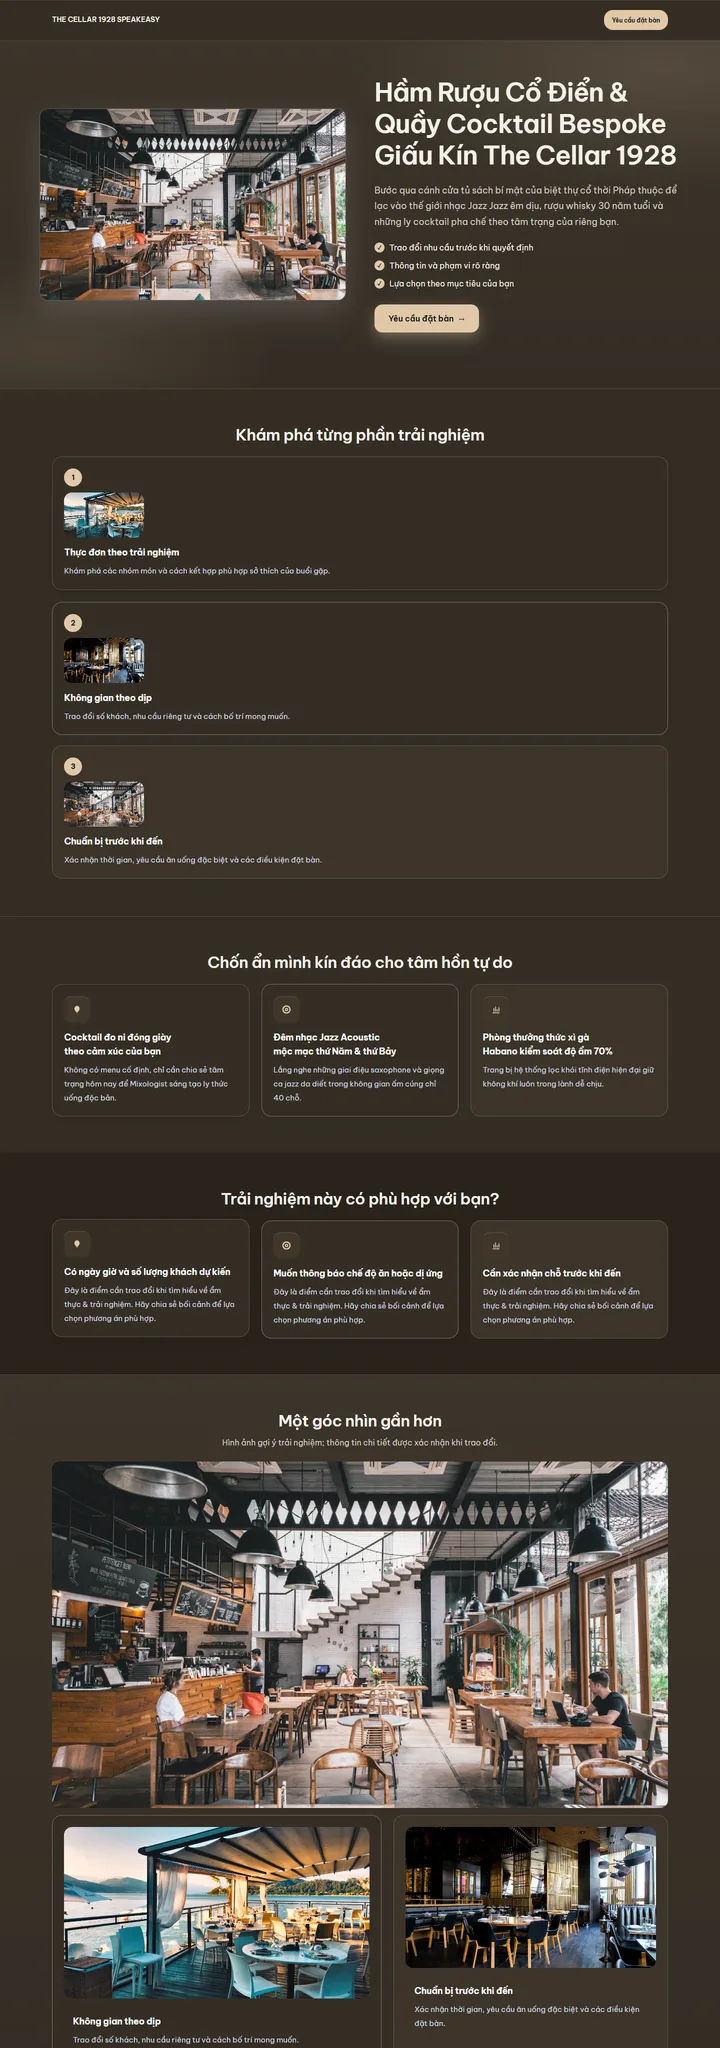 THE CELLAR 1928 SPEAKEASY
Yêu cầu đặt bàn
Hầm Rượu Cổ Điển &
Quầy Cocktail Bespoke
Giấu Kín The Cellar 1928
Bước qua cánh cửa tủ sách bí mật của biệt thự cổ thời Pháp thuộc để
lạc vào thế giới nhạc Jazz Jazz êm dịu, rượu whisky 30 năm tuổi và
những ly cocktail pha chế theo tâm trạng của riêng bạn.
Trao đổi nhu cầu trước khi quyết định
Thông tin và phạm vi rõ ràng
Lựa chọn theo mục tiêu của bạn
Yêu cầu đặt bàn →
Khám phá từng phần trải nghiệm
1
Thực đơn theo trải nghiệm
Khám phá các nhóm món và cách kết hợp phù hợp sở thích của buổi gặp.
2
Không gian theo dịp
Trao đổi số khách, nhu cầu riêng tư và cách bố trí mong muốn.
3
Chuẩn bị trước khi đến
Xác nhận thời gian, yêu cầu ăn uống đặc biệt và các điều kiện đặt bàn.
Chốn ẩn mình kín đáo cho tâm hồn tự do
Cocktail đo ni đóng giày
theo cảm xúc của bạn
Không có menu cố định, chỉ cần chia sẻ tâm
trạng hôm nay để Mixologist sáng tạo ly thức
uống độc bản.
Đêm nhạc Jazz Acoustic
mộc mạc thứ Năm & thứ Bảy
Lắng nghe những giai điệu saxophone và giọng
ca jazz da diết trong không gian ấm cúng chỉ
40 chỗ.
Phòng thưởng thức xì gà
Habano kiểm soát độ ẩm 70%
Trang bị hệ thống lọc khói tĩnh điện hiện đại giữ
không khí luôn trong lành dễ chịu.
Trải nghiệm này có phù hợp với bạn?
Có ngày giờ và số lượng khách dự kiến
Đây là điểm cần trao đổi khi tìm hiểu về ẩm
thực & trải nghiệm. Hãy chia sẻ bối cảnh để lựa
chọn phương án phù hợp.
Muốn thông báo chế độ ăn hoặc dị ứng
Đây là điểm cần trao đổi khi tìm hiểu về ẩm
thực & trải nghiệm. Hãy chia sẻ bối cảnh để lựa
chọn phương án phù hợp.
Cần xác nhận chỗ trước khi đến
Đây là điểm cần trao đổi khi tìm hiểu về ẩm
thực & trải nghiệm. Hãy chia sẻ bối cảnh để lựa
chọn phương án phù hợp.
Một góc nhìn gần hơn
Hình ảnh gợi ý trải nghiệm; thông tin chi tiết được xác nhận khi trao đổi.
Không gian theo dịp
Trao đổi số khách, nhu cầu riêng tư và cách bố trí mong muốn.
Chuẩn bị trước khi đến
Xác nhận thời gian, yêu cầu ăn uống đặc biệt và các điều kiện
đặt bàn.